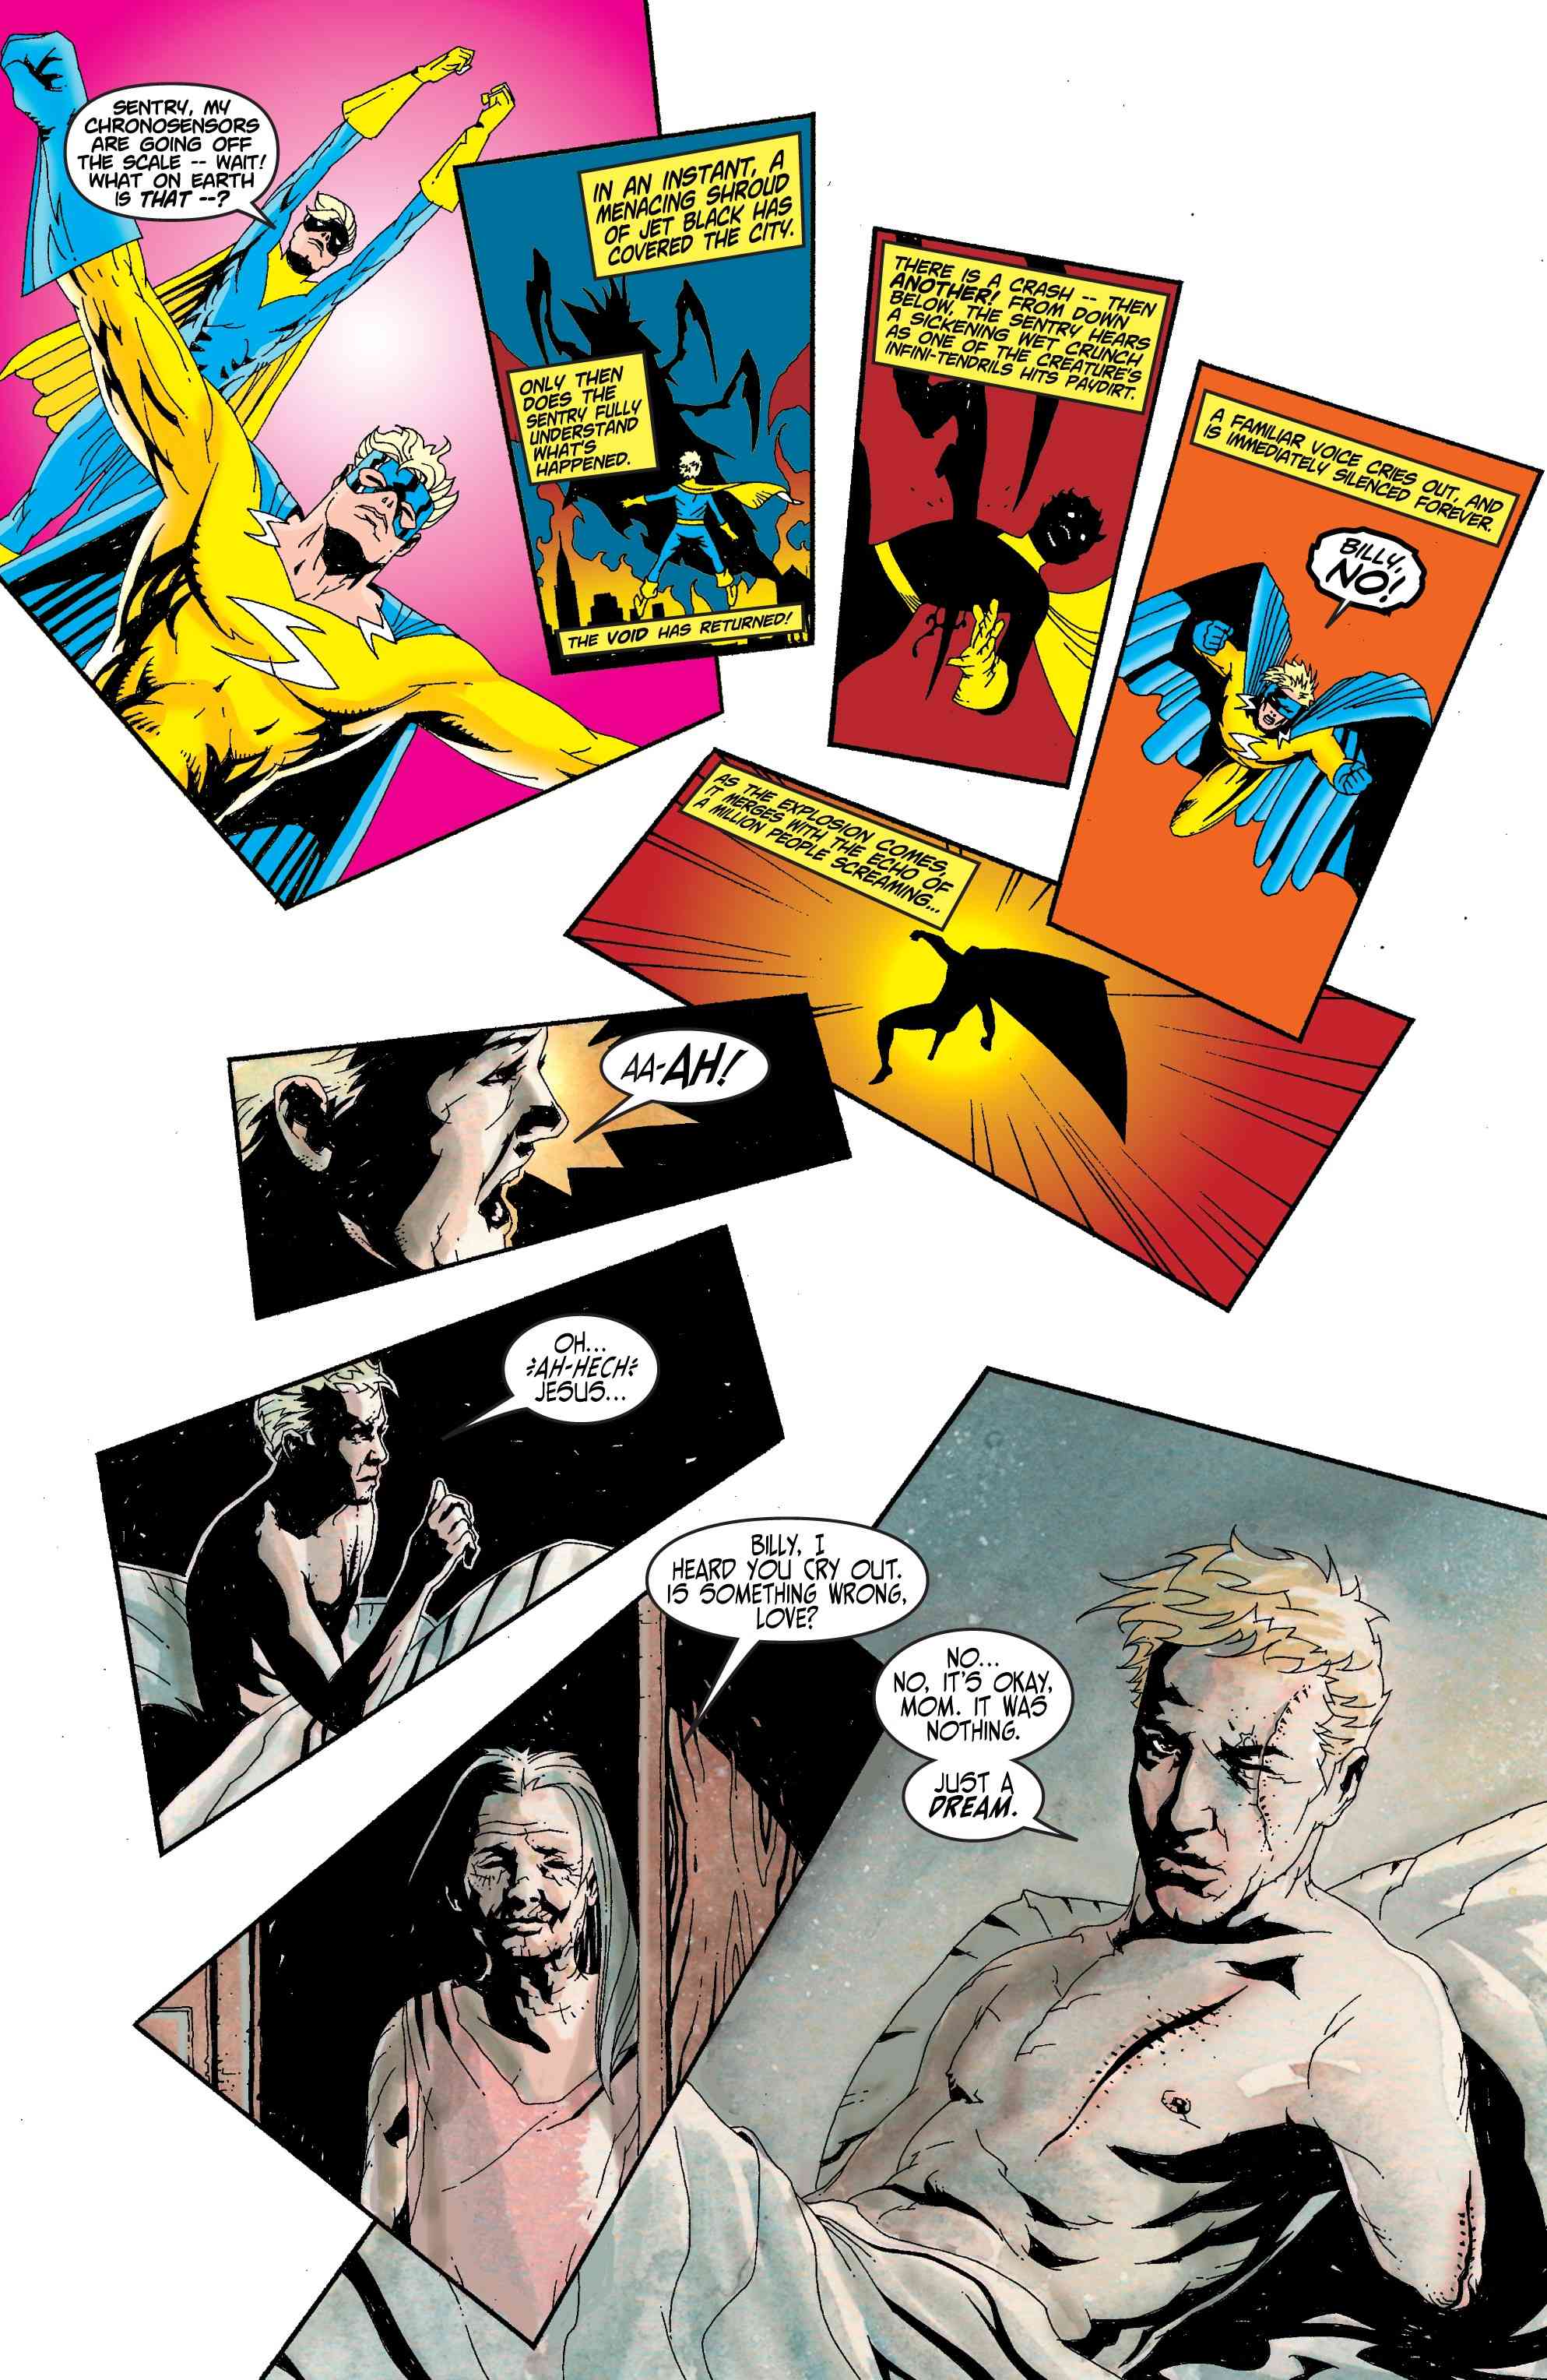 SENTRY, MY
CHRONOSENSORS
ARE GOING OFF
THE SCALE -- WAIT!
WHAT ON EARTH
IS THAT --?
IN AN INSTANT, A
MENACING SHROUD
OF JET BLACK HAS
COVERED THE CITY.
ONLY THEN
DOES THE
SENTRY FULLY
UNDERSTAND
WHAT'S
HAPPENED.
THE VOID HAS RETURNED!
THERE IS A CRASH -- THEN
ANOTHER! FROM DOWN
BELOW, THE SENTRY HEARS
A SICKENING WET CRUNCH
AS ONE OF THE CREATURE'S
INFINI-TENDRILS HITS PAYDIRT.
A FAMILIAR VOICE CRIES OUT, AND
IS IMMEDIATELY SILENCED FOREVER.
BILLY,
NO!
AS THE EXPLOSION COMES,
IT MERGES WITH THE ECHO OF
A MILLION PEOPLE SCREAMING...
AA-AH!
OH...
AH-HECH
JESUS...
BILLY, I
HEARD YOU CRY OUT.
IS SOMETHING WRONG,
LOVE?
NO...
NO, IT'S OKAY,
MOM. IT WAS
NOTHING.
JUST A
DREAM.